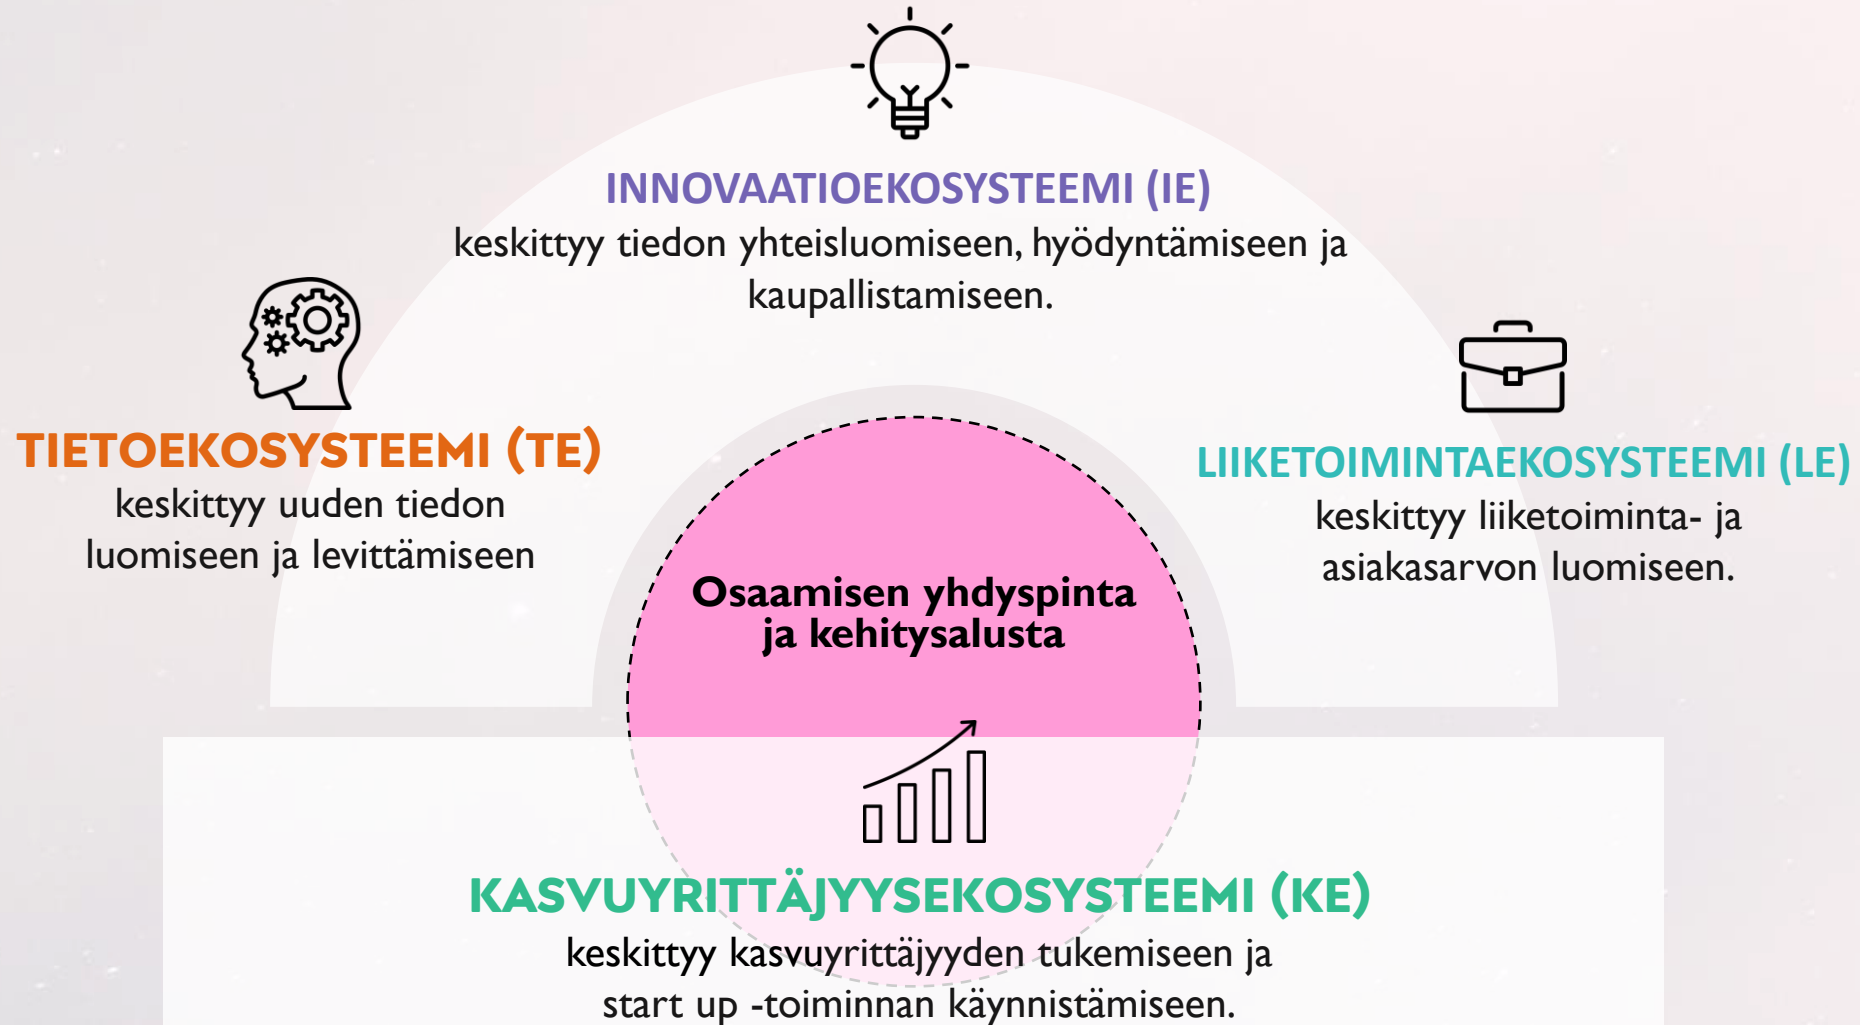 INNOVAATIOEKOSYSTEEMI (IE)
keskittyy tiedon yhteisluomiseen, hyödyntämiseen ja
kaupallistamiseen.
TIETOEKOSYSTEEMI (TE)
keskittyy uuden tiedon
luomiseen ja levittämiseen
LIIKETOIMINTAEKOSYSTEEMI (LE)
keskittyy liiketoiminta- ja
asiakasarvon luomiseen.
Osaamisen yhdyspinta
ja kehitysalusta
KASVUYRITTÄJYYSEKOSYSTEEMI (KE)
keskittyy kasvuyrittäjyyden tukemiseen ja
start up -toiminnan käynnistämiseen.